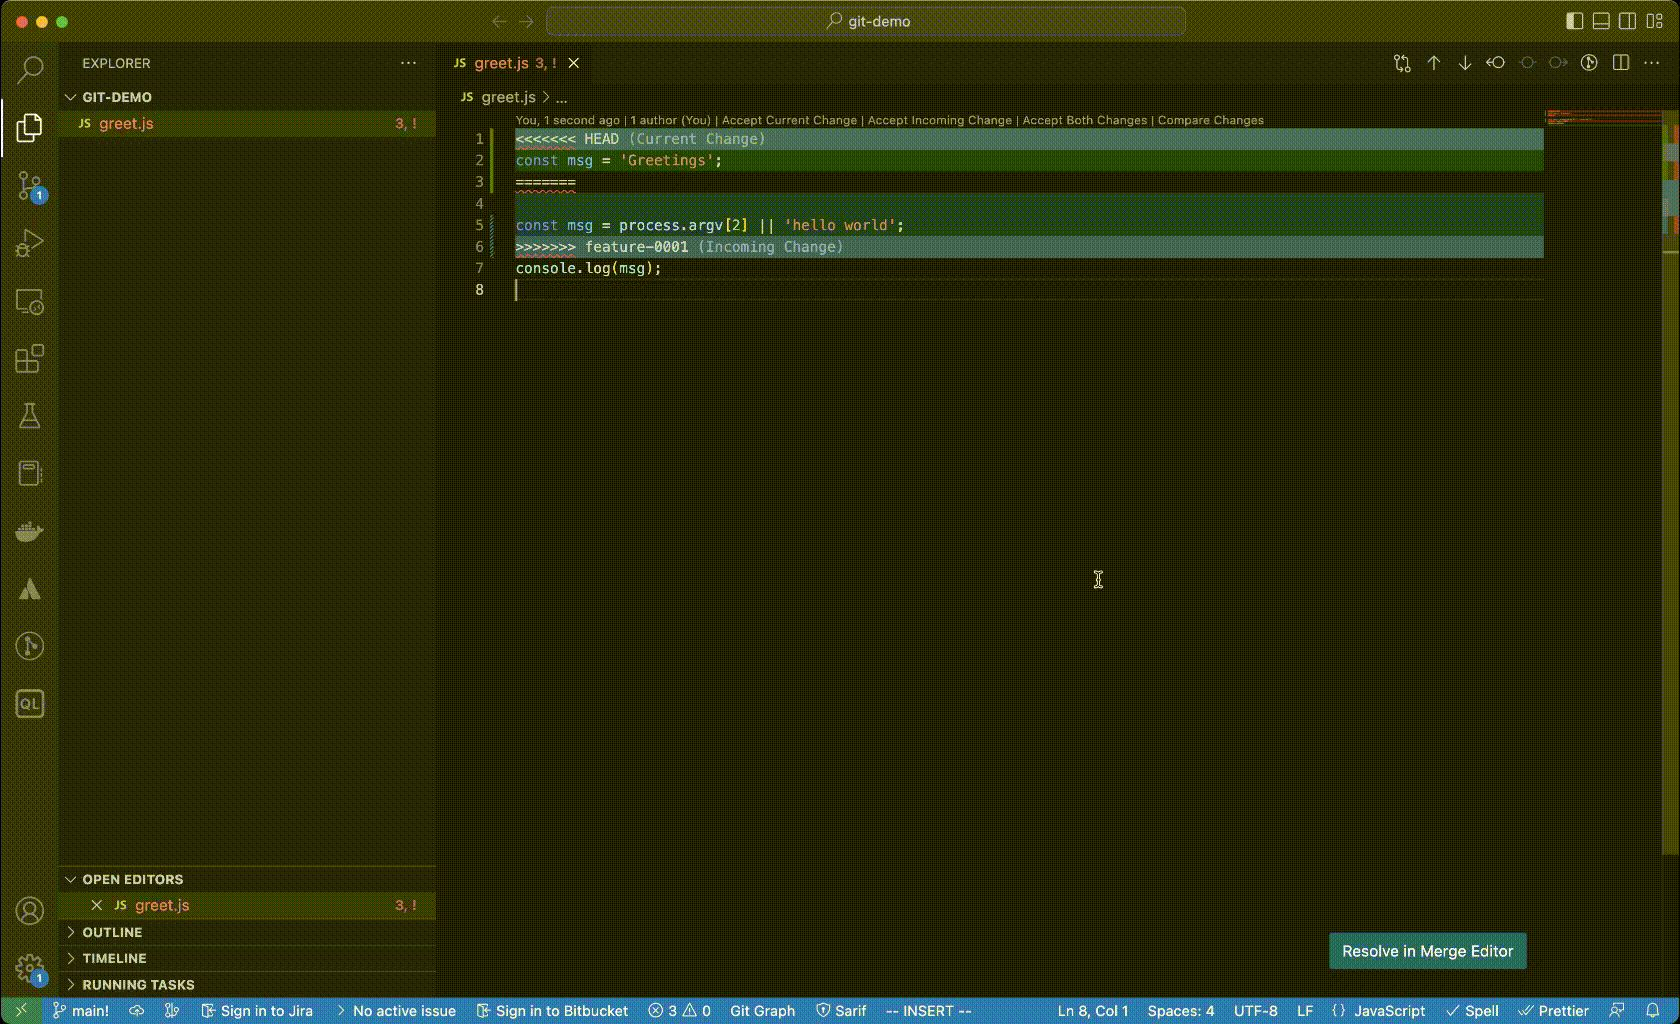 git-demo
EXPLORER
GIT-DEMO
JS greet.js 3, !
JS greet.js 3, !
JS greet.js > ...
You, 1 second ago | 1 author (You) | Accept Current Change | Accept Incoming Change | Accept Both Changes | Compare Changes
1 <<<<<<< HEAD (Current Change)
2 const msg = 'Greetings';
3 =======
4
5 const msg = process.argv[2] || 'hello world';
6 >>>>>>> feature-0001 (Incoming Change)
7 console.log(msg);
8
1
QL
OPEN EDITORS
JS greet.js 3, !
OUTLINE
TIMELINE
RUNNING TASKS
1
Resolve in Merge Editor
main! Sign in to Jira No active issue Sign in to Bitbucket 3 0 Git Graph Sarif -- INSERT -- Ln 8, Col 1 Spaces: 4 UTF-8 LF {} JavaScript Spell Prettier